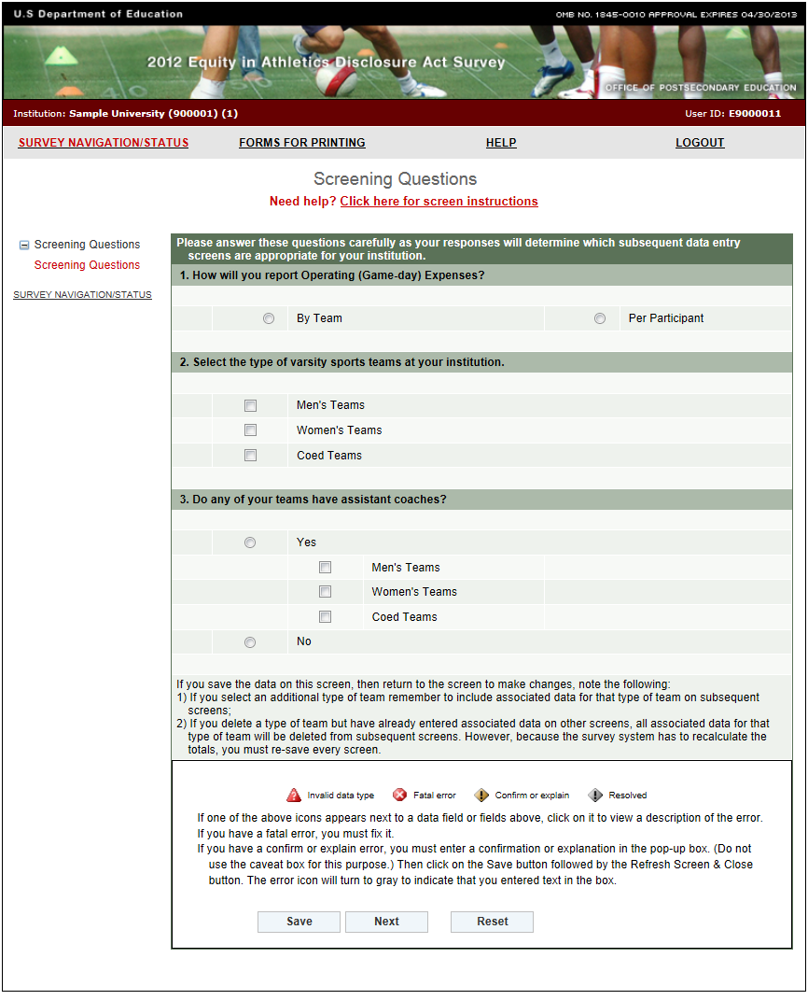 U.S Department of Education
OMB NO. 1845-0010 APPROVAL EXPIRES 04/30/2013
2012 Equity in Athletics Disclosure Act Survey
OFFICE OF POSTSECONDARY EDUCATION
Institution: Sample University (900001) (1)
User ID: E9000011
SURVEY NAVIGATION/STATUS
FORMS FOR PRINTING
HELP
LOGOUT
Screening Questions
Need help? Click here for screen instructions
Screening Questions
Screening Questions
SURVEY NAVIGATION/STATUS
Please answer these questions carefully as your responses will determine which subsequent data entry
screens are appropriate for your institution.
1. How will you report Operating (Game-day) Expenses?
By Team
Per Participant
2. Select the type of varsity sports teams at your institution.
Men's Teams
Women's Teams
Coed Teams
3. Do any of your teams have assistant coaches?
Yes
Men's Teams
Women's Teams
Coed Teams
No
If you save the data on this screen, then return to the screen to make changes, note the following:
1) If you select an additional type of team remember to include associated data for that type of team on subsequent
screens;
2) If you delete a type of team but have already entered associated data on other screens, all associated data for that
type of team will be deleted from subsequent screens. However, because the survey system has to recalculate the
totals, you must re-save every screen.
Invalid data type
Fatal error
Confirm or explain
Resolved
If one of the above icons appears next to a data field or fields above, click on it to view a description of the error.
If you have a fatal error, you must fix it.
If you have a confirm or explain error, you must enter a confirmation or explanation in the pop-up box. (Do not
use the caveat box for this purpose.) Then click on the Save button followed by the Refresh Screen & Close
button. The error icon will turn to gray to indicate that you entered text in the box.
Save
Next
Reset